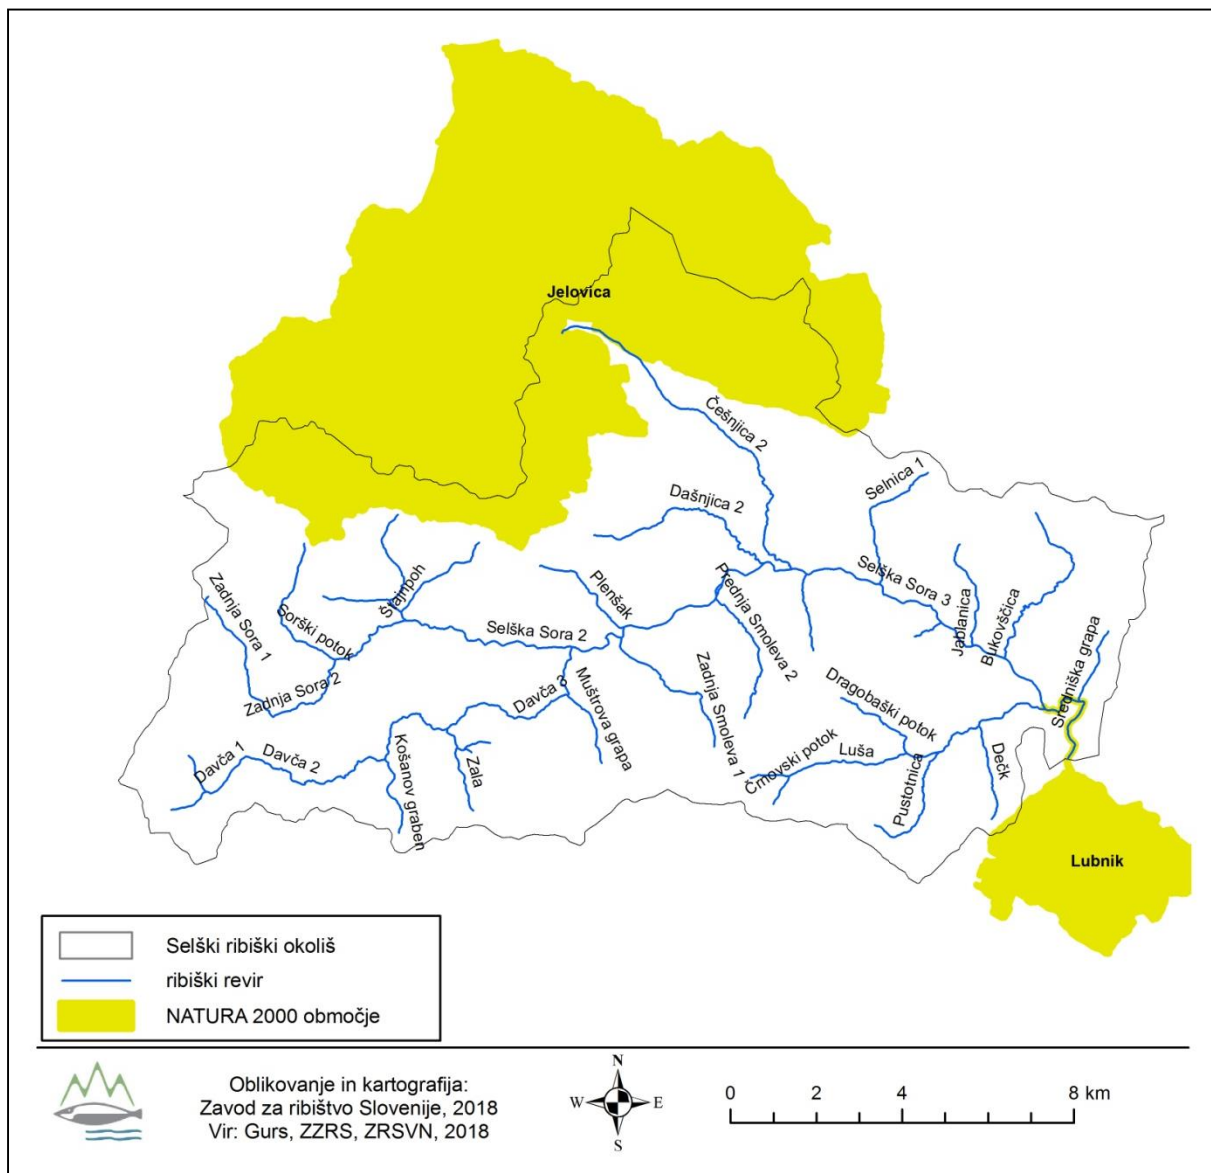 Jelovica
Češnjica 2
Selnica 1
Dašnjica 2
Plenšak
Prednja Smoleva 2
Selška Sora 3
Zadnja Sora 1
Štajnpoh
Sorški potok
Selška Sora 2
Jablanica
Bukovščica
Zadnja Sora 2
Davča 3
Muštrova grapa
Zadnja Smoleva 1
Dragobaški potok
Sredniška grapa
Davča 1
Davča 2
Košanov graben
Zala
Črnovski potok
Luša
Pustotnica
Dečk
Lubnik
Selški ribiški okoliš
ribiški revir
NATURA 2000 območje
Oblikovanje in kartografija:
Zavod za ribištvo Slovenije, 2018
Vir: Gurs, ZZRS, ZRSVN, 2018
N
W E
S
0 2 4 8 km